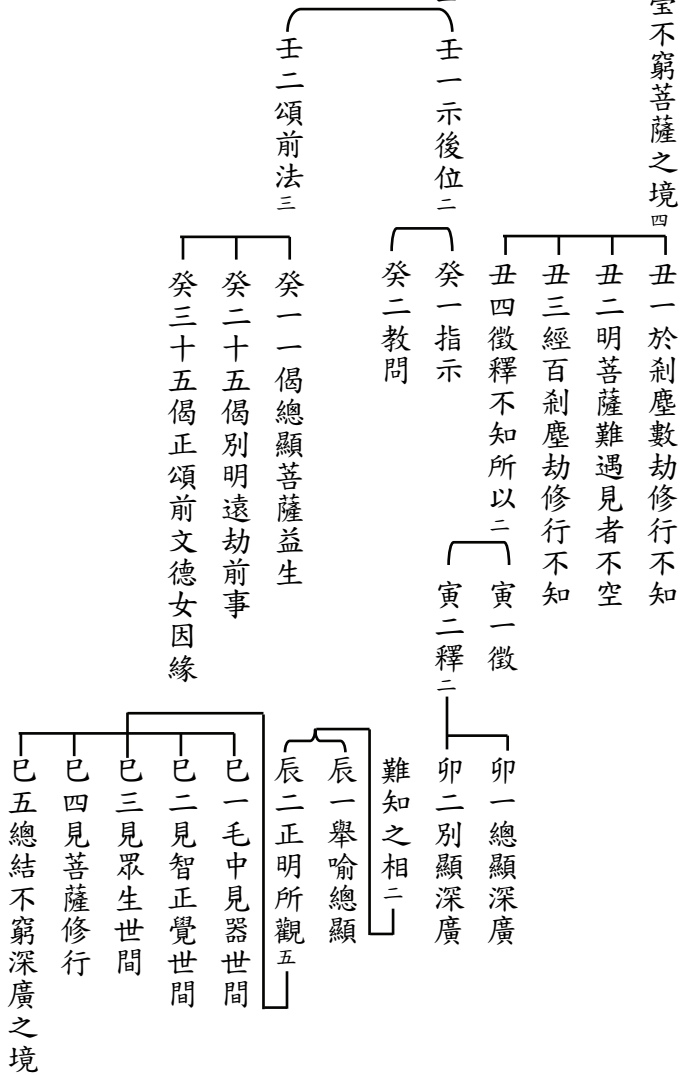 不窮菩薩之境四
丑一於剎塵數劫修行不知
丑二明菩薩難遇見者不空
丑三經百剎塵劫修行不知
丑四徵釋不知所以二
寅一徵
寅二釋二
卯一總顯深廣
卯二別顯深廣
難知之相二
辰一舉喻總顯
辰二正明所觀五
巳一毛中見器世間
巳二見智正覺世間
巳三見眾生世間
巳四見菩薩修行
巳五總結不窮深廣之境
壬一示後位二
癸一指示
癸二教問
壬二頌前法三
癸一一偈總顯菩薩益生
癸二十五偈別明遠劫前事
癸三十五偈正頌前文德女因緣